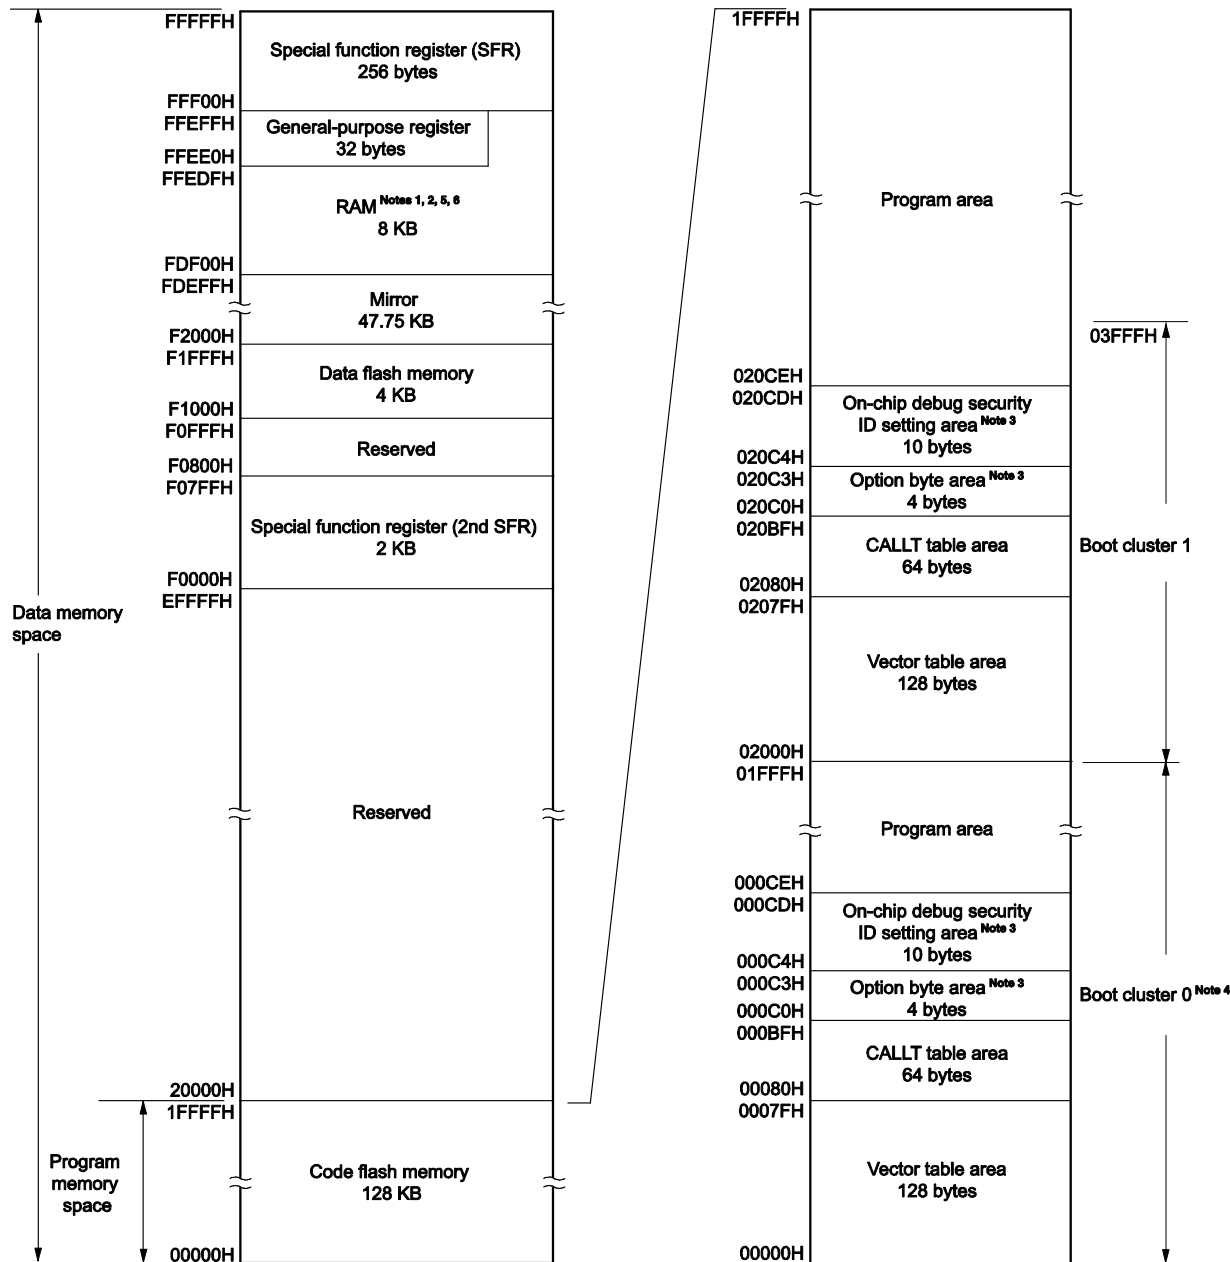 FFFFFH
Special function register (SFR)
256 bytes
FFF00H
FFEFFH
General-purpose register
32 bytes
FFEE0H
FFEDFH
RAM Notes 1, 2, 5, 6
8 KB
FDF00H
FDEFFH
Mirror
47.75 KB
F2000H
F1FFFH
Data flash memory
4 KB
F1000H
F0FFFH
Reserved
F0800H
F07FFH
Special function register (2nd SFR)
2 KB
F0000H
EFFFFH
Data memory
space
Reserved
20000H
1FFFFH
Program
memory
space
Code flash memory
128 KB
00000H
1FFFFH
Program area
03FFFH
020CEH
020CDH
On-chip debug security
ID setting area Note 3
10 bytes
020C4H
020C3H
Option byte area Note 3
4 bytes
020C0H
020BFH
CALLT table area
64 bytes
Boot cluster 1
02080H
0207FH
Vector table area
128 bytes
02000H
01FFFH
Program area
000CEH
000CDH
On-chip debug security
ID setting area Note 3
10 bytes
000C4H
000C3H
Option byte area Note 3
4 bytes
Boot cluster 0 Note 4
000C0H
000BFH
CALLT table area
64 bytes
00080H
0007FH
Vector table area
128 bytes
00000H